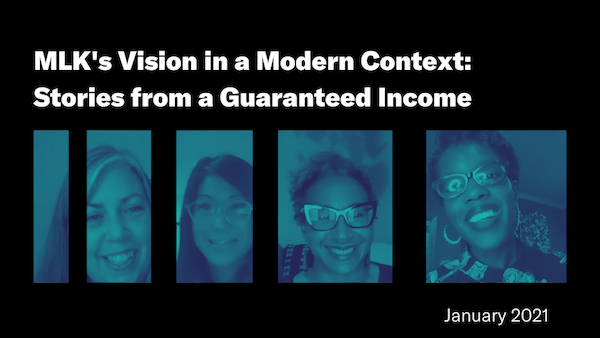 MLK's Vision in a Modern Context:
Stories from a Guaranteed Income
January 2021